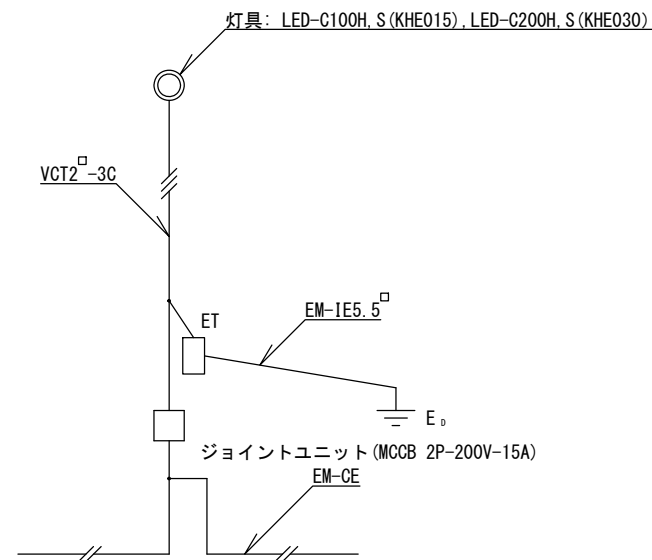 灯具: LED-C100H,S(KHE015),LED-C200H,S(KHE030)
VCT2□-3C
EM-IE5.5□
ET
E_D
ジョイントユニット(MCCB 2P-200V-15A)
EM-CE